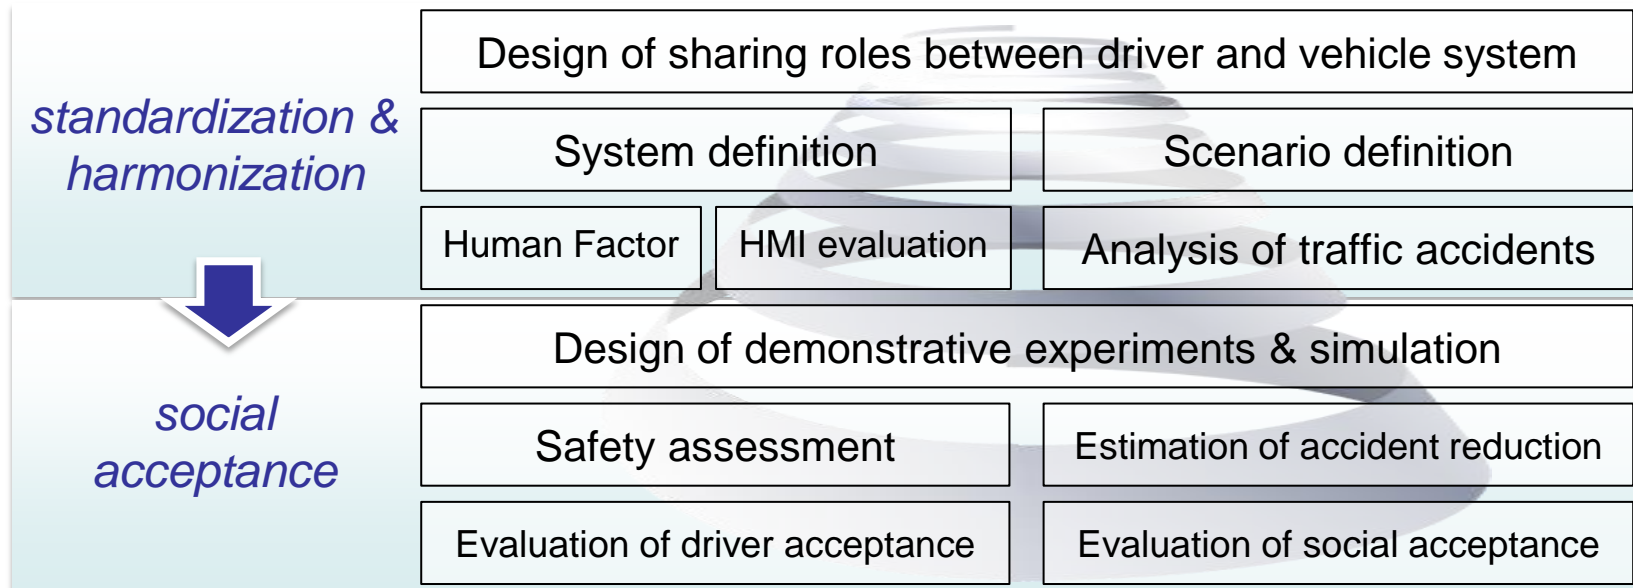 standardization &
harmonization
Design of sharing roles between driver and vehicle system
System definition
Scenario definition
Human Factor
HMI evaluation
Analysis of traffic accidents
social
acceptance
Design of demonstrative experiments & simulation
Safety assessment
Estimation of accident reduction
Evaluation of driver acceptance
Evaluation of social acceptance